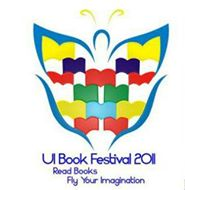 UI Book Festival 2011
Read Books
Fly Your Imagination